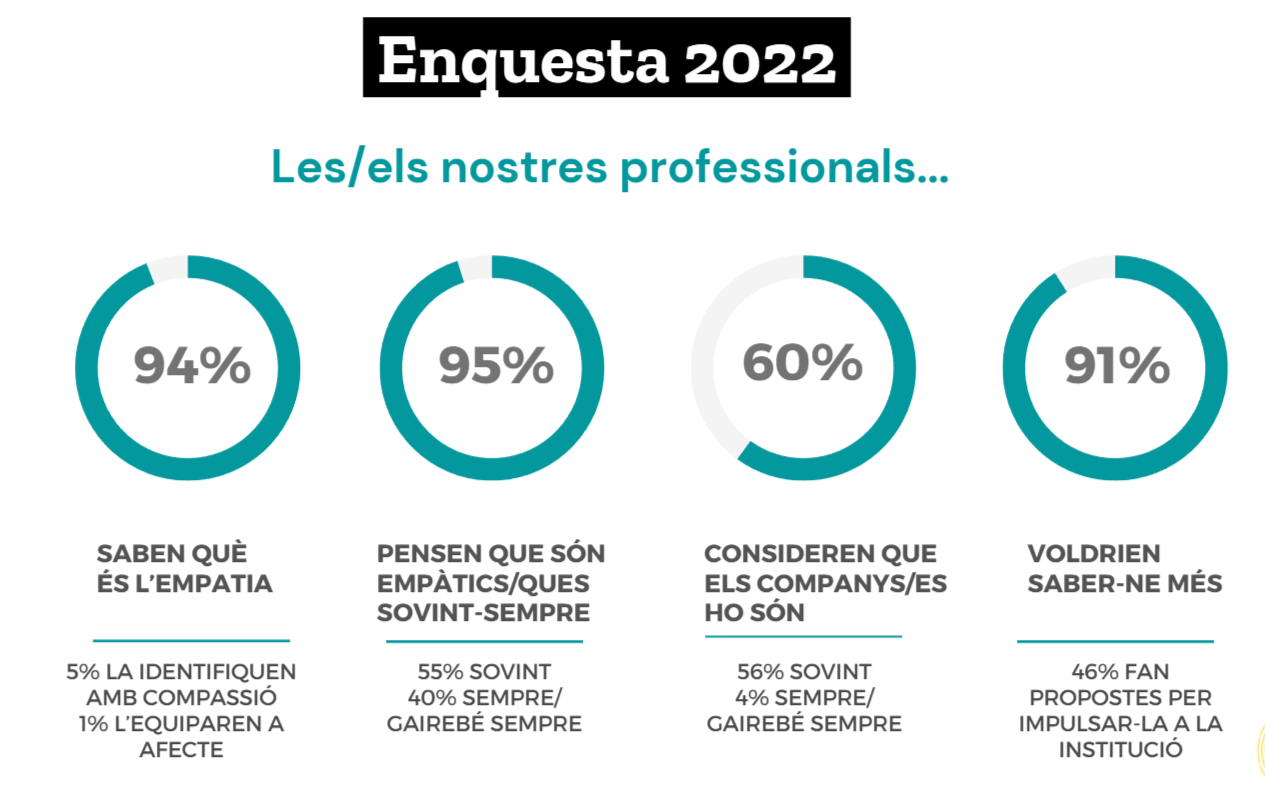 Enquesta 2022
Les/els nostres professionals...
94%
95%
60%
91%
SABEN QUÈ
ÉS L'EMPATIA
5% LA IDENTIFIQUEN
AMB COMPASSIÓ
1% L'EQUIPAREN A
AFECTE
PENSEN QUE SÓN
EMPÀTICS/QUES
SOVINT-SEMPRE
55% SOVINT
40% SEMPRE/
GAIREBÉ SEMPRE
CONSIDEREN QUE
ELS COMPANYS/ES
HO SÓN
56% SOVINT
4% SEMPRE/
GAIREBÉ SEMPRE
VOLDRIEN
SABER-NE MÉS
46% FAN
PROPOSTES PER
IMPULSAR-LA A LA
INSTITUCIÓ